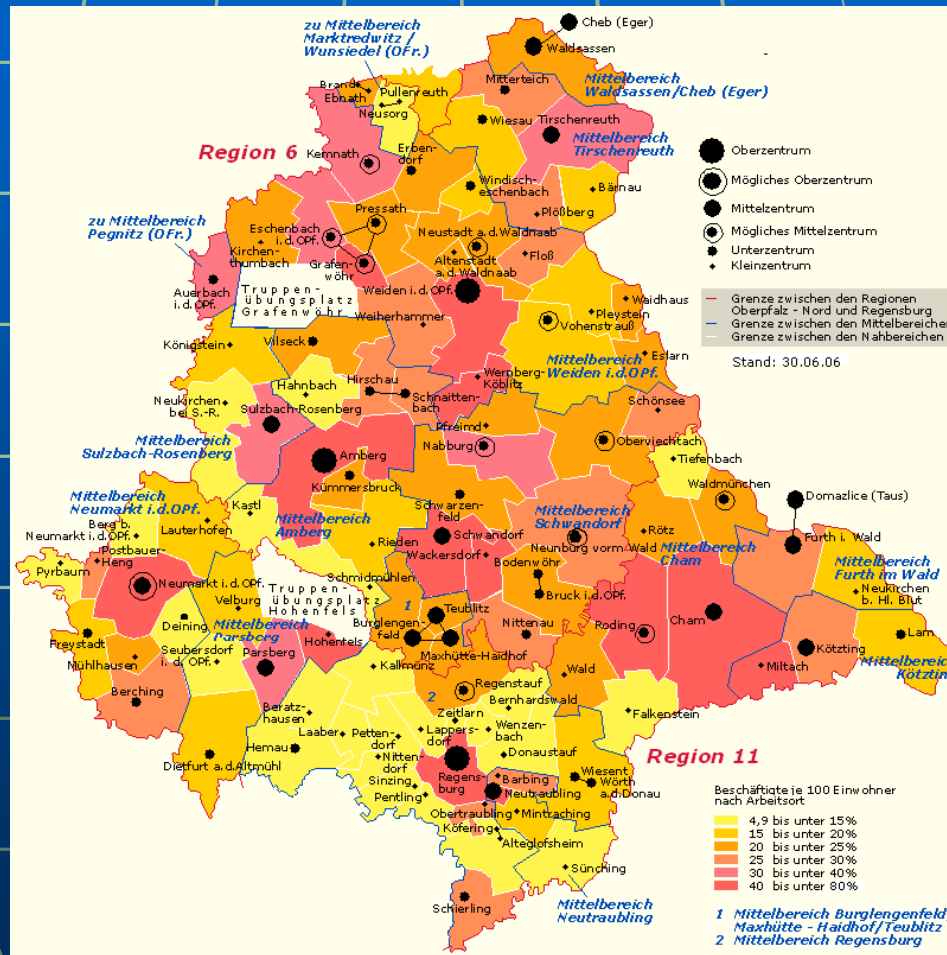 zu Mittelbereich
Marktredwitz /
Wunsiedel (OFr.)
Cheb (Eger)
Waldsassen
Mittelbereich
Waldsassen/Cheb (Eger)
Mitterteich
Brand
Ebnath
Pullenreuth
Neusorg
Wiesau
Tirschenreuth
Mittelbereich
Tirschenreuth
Region 6
Kemnath
Erben-
dorf
Windisch-
eschenbach
Bärnau
Plößberg
zu Mittelbereich
Pegnitz (OFr.)
Pressath
Eschenbach
i.d.OPf.
Kirchen-
thumbach
Grafen-
wöhr
Neustadt a.d.Waldnaab
Altenstadt
a.d.Waldnaab
Floß
Auerbach
i.d.OPf.
Truppen-
übungsplatz
Grafenwöhr
Weiden i.d.OPf.
Weiherhammer
Waidhaus
Pleystein
Vohenstrauß
Königstein
Vilseck
Mittelbereich
Weiden i.d.OPf.
Eslarn
Hahnbach
Hirschau
Schnaitten-
bach
Wernberg-
Köblitz
Schönsee
Neukirchen
bei S.-R.
Sulzbach-Rosenberg
Pfreimd
Nabburg
Oberviechtach
Mittelbereich
Sulzbach-Rosenberg
Amberg
Tiefenbach
Kümmersbruck
Waldmünchen
Mittelbereich
Neumarkt i.d.OPf.
Schwarzen-
feld
Domazlice (Taus)
Berg b.
Neumarkt i.d.OPf.
Lauterhofen
Kastl
Mittelbereich
Amberg
Mittelbereich
Schwandorf
Rötz
Schwandorf
Furth i. Wald
Postbauer-
Heng
Rieden
Wackersdorf
Neunburg vorm
Wald
Mittelbereich
Cham
Mittelbereich
Furth im Wald
Pyrbaum
Neumarkt i.d.OPf.
Truppen-
übungsplatz
Hohenfels
Schmidmühlen
Bodenwöhr
Bruck i.d.OPf.
Neukirchen
b. Hl. Blut
Velburg
Deining
Mittelbereich
Parsberg
1
Teublitz
Burglengen-
feld
Maxhütte-Haidhof
Nittenau
Roding
Cham
Lam
Freystadt
Hohenfels
Kötzting
Mühlhausen
Seubersdorf
i. d. OPf.
Parsberg
Kallmünz
Wald
Miltach
Mittelbereich
Kötzting
Berching
Regenstauf
2
Bernhardswald
Beratz-
hausen
Zeitlarn
Falkenstein
Laaber
Petten-
dorf
Lappers-
dorf
Wenzen-
bach
Hemau
Nitten-
dorf
Donaustauf
Region 11
Dietfurt a.d.Altmühl
Sinzing
Regens-
burg
Barbing
Wiesent
Wörth
a.d.Donau
Pentling
Neutraubling
Obertraubling
Mintraching
Köfering
Alteglofsheim
Sünching
Schierling
Mittelbereich
Neutraubling
Oberzentrum
Mögliches Oberzentrum
Mittelzentrum
Mögliches Mittelzentrum
Unterzentrum
Kleinzentrum
Grenze zwischen den Regionen
Oberpfalz - Nord und Regensburg
Grenze zwischen den Mittelbereichen
Grenze zwischen den Nahbereichen
Stand: 30.06.06
Beschäftigte je 100 Einwohner
nach Arbeitsort
4,9 bis unter 15%
15 bis unter 20%
20 bis unter 25%
25 bis unter 30%
30 bis unter 40%
40 bis unter 80%
1 Mittelbereich Burglengenfeld
Maxhütte - Haidhof/Teublitz
2 Mittelbereich Regensburg